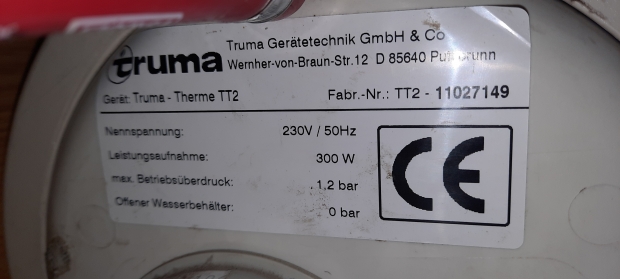 truma
Truma Gerätetechnik GmbH & Co
Wernher-von-Braun-Str.12 D 85640 Putzbrunn
Gerät: Truma - Therme TT2 Fabr.-Nr.: TT2 - 11027149
Nennspannung: 230V / 50Hz
Leistungsaufnahme: 300 W
max. Betriebsüberdruck: 1,2 bar
Offener Wasserbehälter: 0 bar
CE